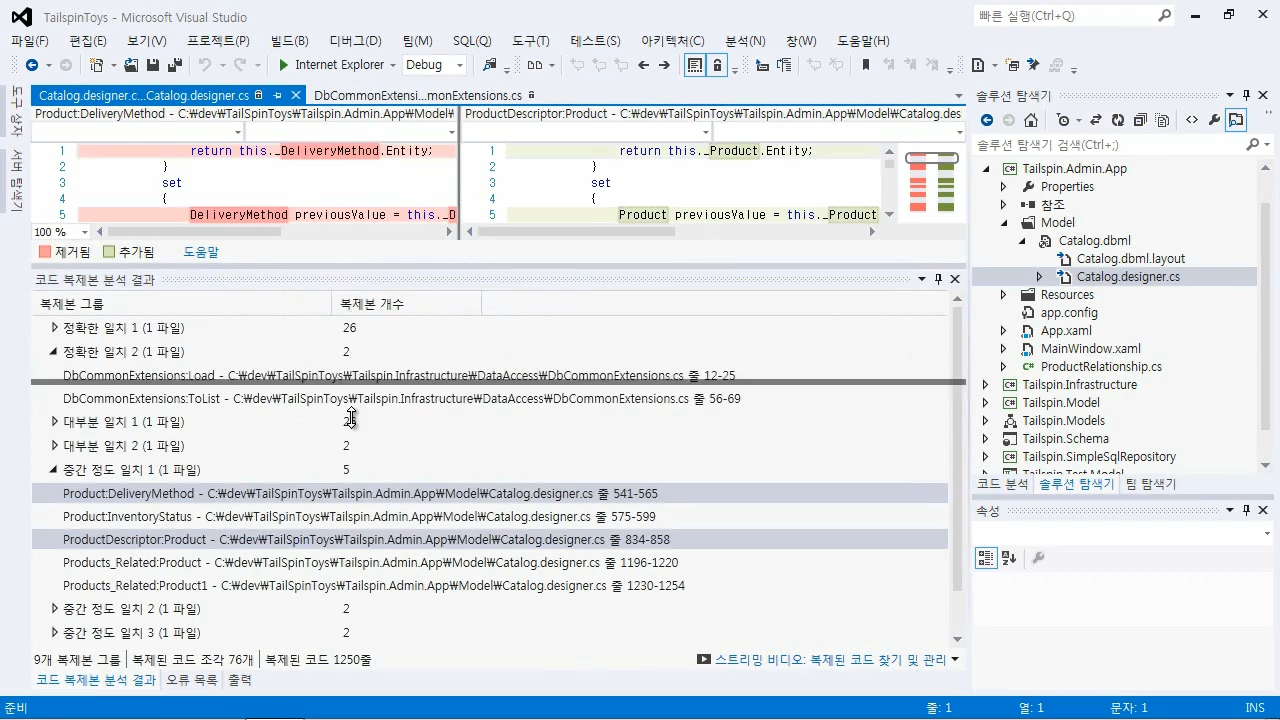 TailspinToys - Microsoft Visual Studio
빠른 실행(Ctrl+Q)
파일(F) 편집(E) 보기(V) 프로젝트(P) 빌드(B) 디버그(D) 팀(M) SQL(Q) 도구(T) 테스트(S) 아키텍처(C) 분석(N) 창(W) 도움말(H)
Internet Explorer Debug
도구 상자
서버 탐색기
Catalog.designer.c...Catalog.designer.cs
DbCommonExtensi...monExtensions.cs
Product:DeliveryMethod - C:₩dev₩TailSpinToys₩Tailspin.Admin.App₩Model₩
1 return this._DeliveryMethod.Entity;
2 }
3 set
4 {
5 DeliveryMethod previousValue = this._D
100 %
ProductDescriptor:Product - C:₩dev₩TailSpinToys₩Tailspin.Admin.App₩Model₩Catalog.des
1 return this._Product.Entity;
2 }
3 set
4 {
5 Product previousValue = this._Product
제거됨 추가됨 도움말
코드 복제본 분석 결과
복제본 그룹 복제본 개수
정확한 일치 1 (1 파일) 26
정확한 일치 2 (1 파일) 2
DbCommonExtensions:Load - C:₩dev₩TailSpinToys₩Tailspin.Infrastructure₩DataAccess₩DbCommonExtensions.cs 줄 12-25
DbCommonExtensions:ToList - C:₩dev₩TailSpinToys₩Tailspin.Infrastructure₩DataAccess₩DbCommonExtensions.cs 줄 56-69
대부분 일치 1 (1 파일)
대부분 일치 2 (1 파일) 2
중간 정도 일치 1 (1 파일) 5
Product:DeliveryMethod - C:₩dev₩TailSpinToys₩Tailspin.Admin.App₩Model₩Catalog.designer.cs 줄 541-565
Product:InventoryStatus - C:₩dev₩TailSpinToys₩Tailspin.Admin.App₩Model₩Catalog.designer.cs 줄 575-599
ProductDescriptor:Product - C:₩dev₩TailSpinToys₩Tailspin.Admin.App₩Model₩Catalog.designer.cs 줄 834-858
Products_Related:Product - C:₩dev₩TailSpinToys₩Tailspin.Admin.App₩Model₩Catalog.designer.cs 줄 1196-1220
Products_Related:Product1 - C:₩dev₩TailSpinToys₩Tailspin.Admin.App₩Model₩Catalog.designer.cs 줄 1230-1254
중간 정도 일치 2 (1 파일) 2
중간 정도 일치 3 (1 파일) 2
9개 복제본 그룹 복제된 코드 조각 76개 복제된 코드 1250줄
스트리밍 비디오: 복제된 코드 찾기 및 관리
코드 복제본 분석 결과 오류 목록 출력
솔루션 탐색기
솔루션 탐색기 검색(Ctrl+;)
Tailspin.Admin.App
Properties
참조
Model
Catalog.dbml
Catalog.dbml.layout
Catalog.designer.cs
Resources
app.config
App.xaml
MainWindow.xaml
ProductRelationship.cs
Tailspin.Infrastructure
Tailspin.Model
Tailspin.Models
Tailspin.Schema
Tailspin.SimpleSqlRepository
Tailspin.Test.Model
코드 분석 솔루션 탐색기 팀 탐색기
속성
준비 줄: 1 열: 1 문자: 1 INS